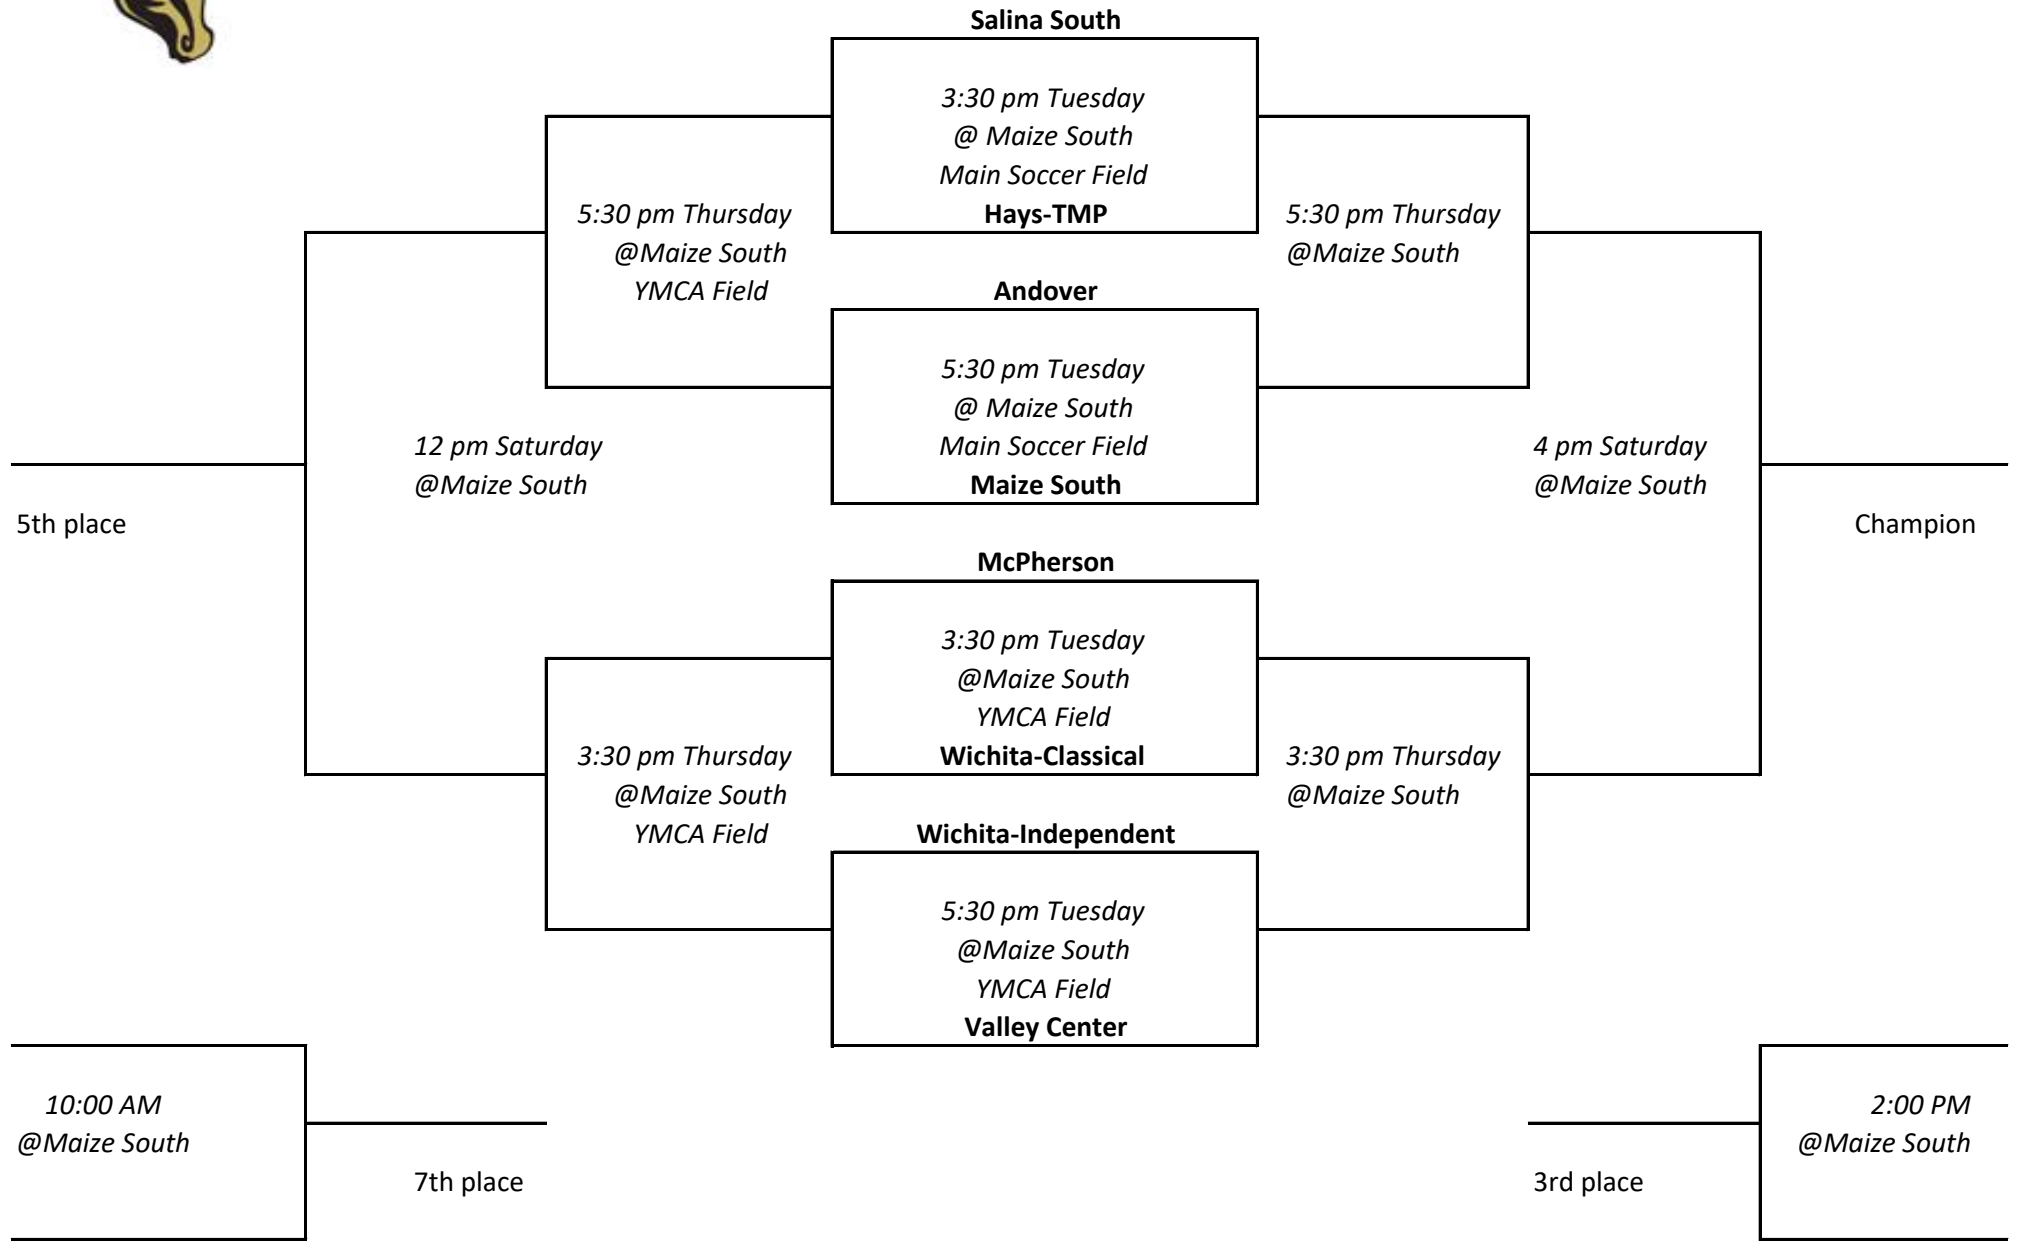 Salina South
3:30 pm Tuesday
@ Maize South
Main Soccer Field
Hays-TMP
5:30 pm Thursday
@Maize South
YMCA Field
5:30 pm Thursday
@Maize South
Andover
5:30 pm Tuesday
@ Maize South
Main Soccer Field
Maize South
12 pm Saturday
@Maize South
4 pm Saturday
@Maize South
5th place
Champion
McPherson
3:30 pm Tuesday
@Maize South
YMCA Field
Wichita-Classical
3:30 pm Thursday
@Maize South
YMCA Field
3:30 pm Thursday
@Maize South
Wichita-Independent
5:30 pm Tuesday
@Maize South
YMCA Field
Valley Center
10:00 AM
@Maize South
7th place
2:00 PM
@Maize South
3rd place